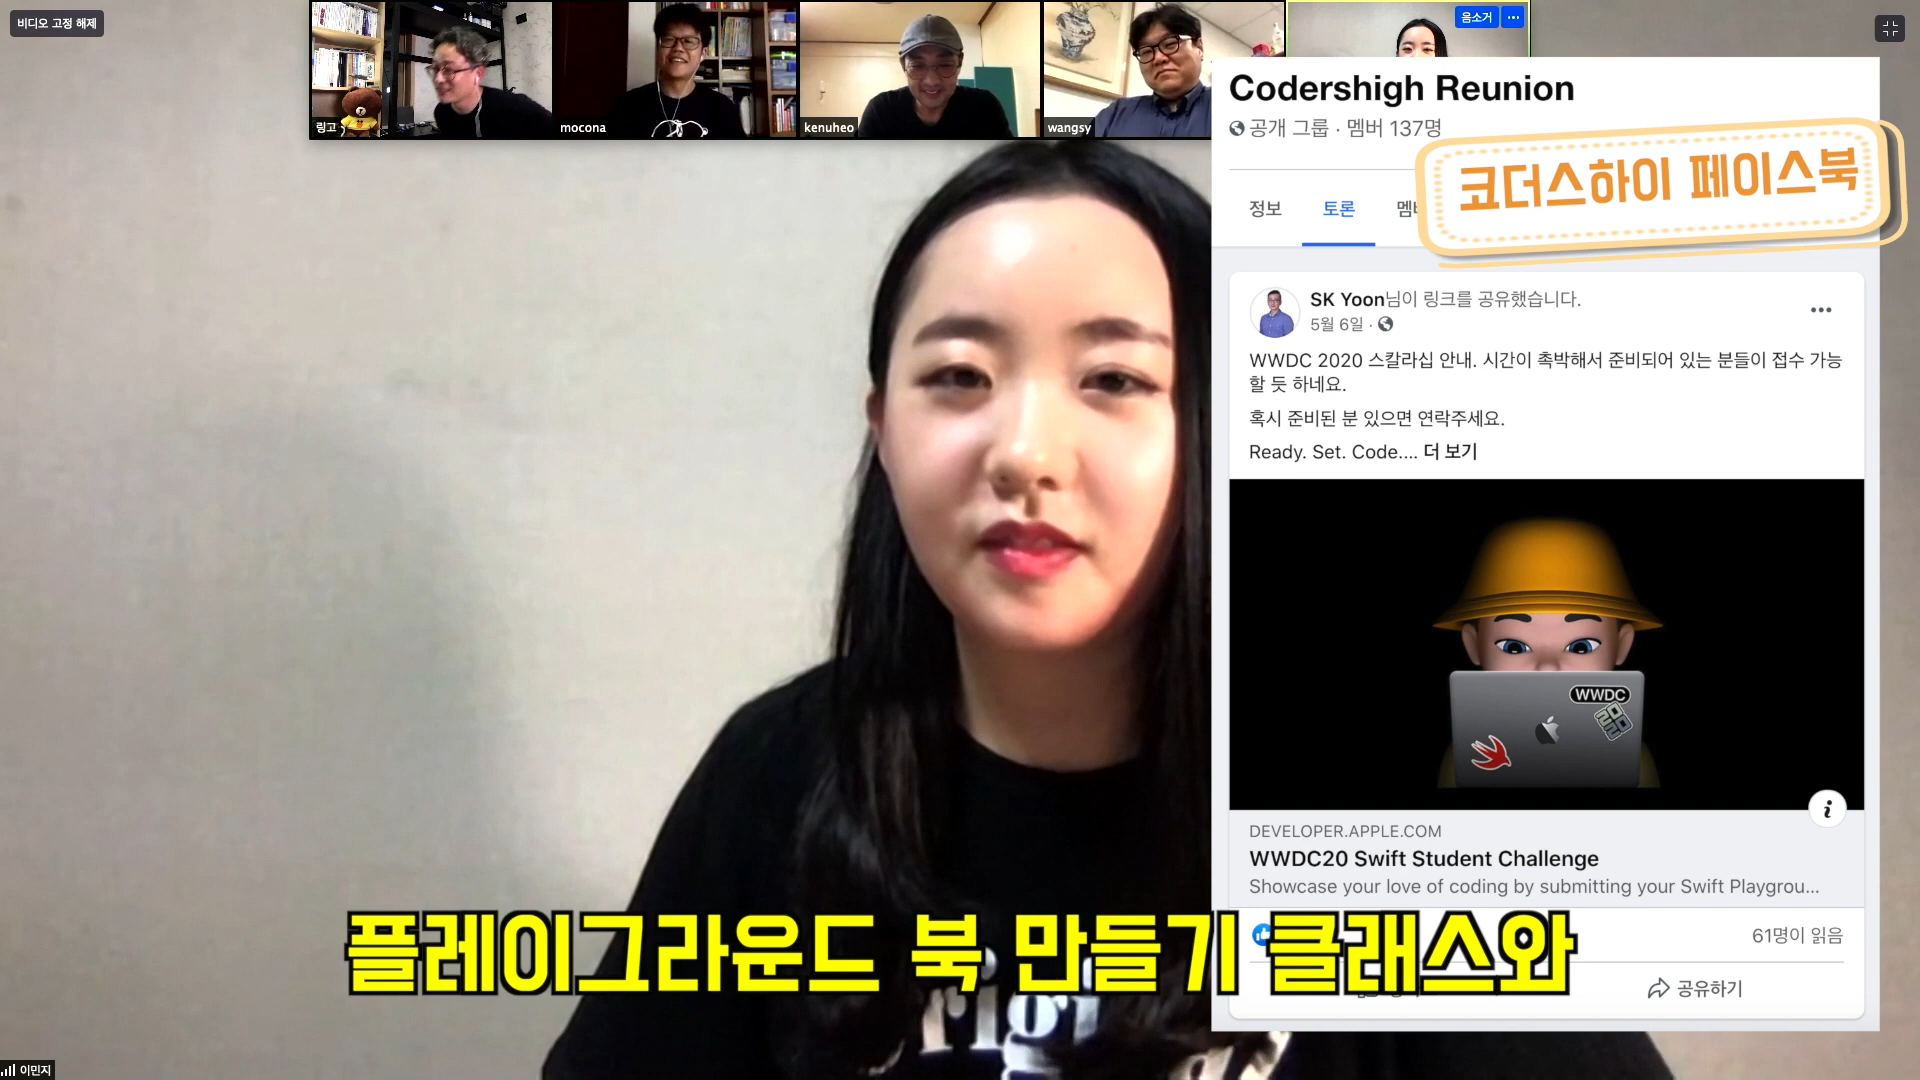 비디오 고정 해제
링고
mocona
kenuheo
wangsy
음소거
Codershigh Reunion
공개 그룹 · 멤버 137명
코더스하이 페이스북
정보
토론
SK Yoon님이 링크를 공유했습니다.
5월 6일 ·
WWDC 2020 스칼라십 안내. 시간이 촉박해서 준비되어 있는 분들이 접수 가능
할 듯 하네요.
혹시 준비된 분 있으면 연락주세요.
Ready. Set. Code.... 더 보기
WWDC
20
i
DEVELOPER.APPLE.COM
WWDC20 Swift Student Challenge
Showcase your love of coding by submitting your Swift Playgrou...
61명이 읽음
플레이그라운드 북 만들기 클래스와
공유하기
이민지